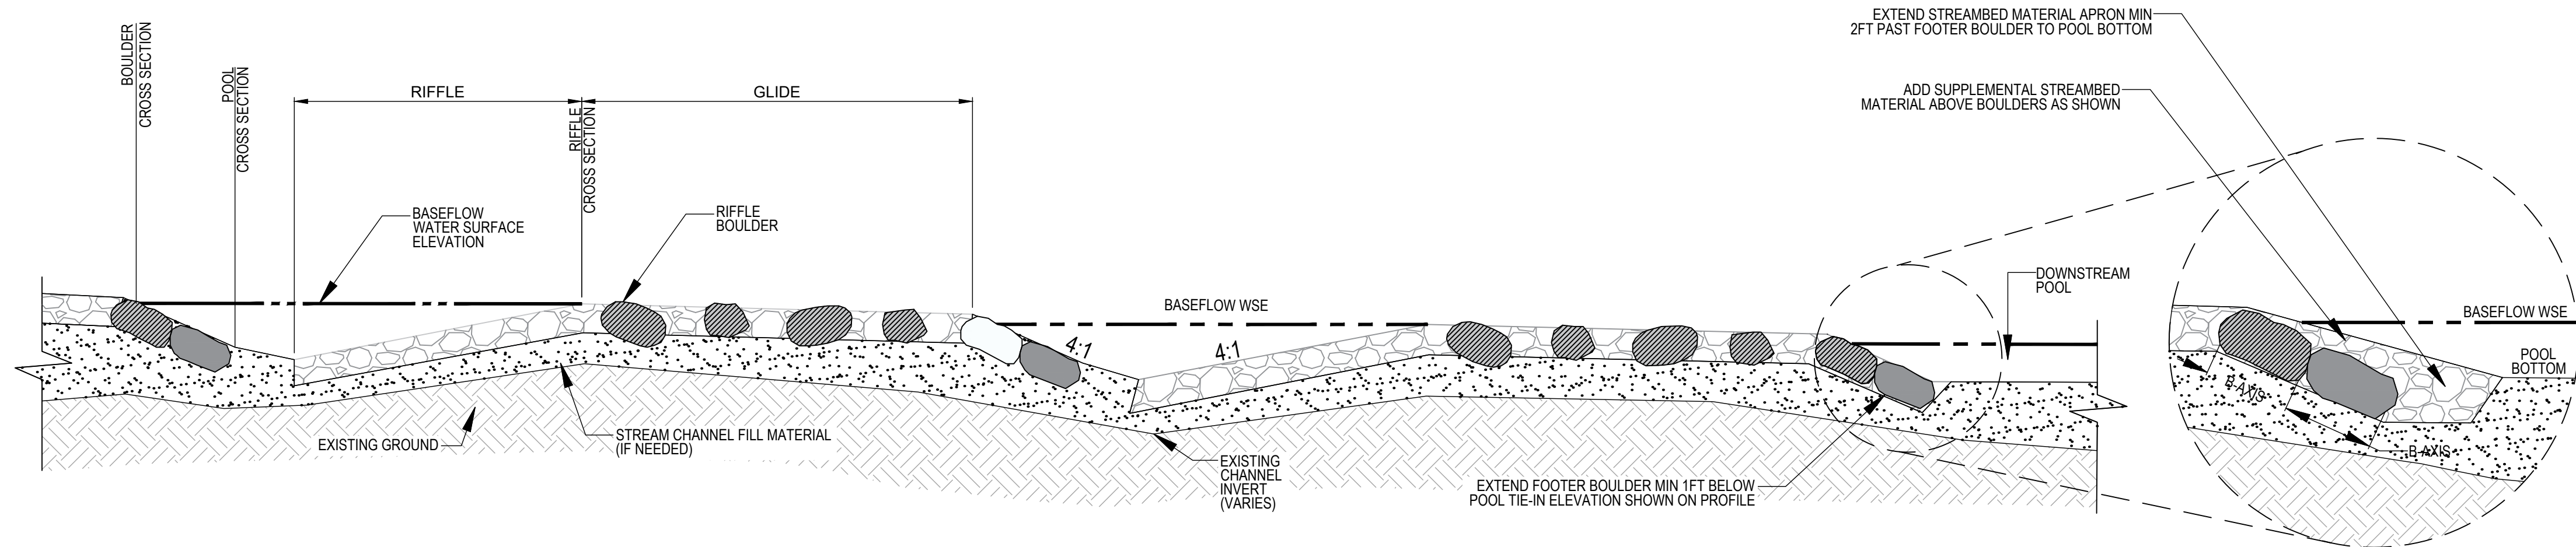 BOULDER
CROSS SECTION
POOL
CROSS SECTION
RIFFLE
RIFFLE
CROSS SECTION
GLIDE
EXTEND STREAMBED MATERIAL APRON MIN
2FT PAST FOOTER BOULDER TO POOL BOTTOM
ADD SUPPLEMENTAL STREAMBED
MATERIAL ABOVE BOULDERS AS SHOWN
BASEFLOW
WATER SURFACE
ELEVATION
RIFFLE
BOULDER
BASEFLOW WSE
DOWNSTREAM
POOL
BASEFLOW WSE
4:1
4:1
POOL
BOTTOM
B AXIS
B AXIS
EXISTING GROUND
STREAM CHANNEL FILL MATERIAL
(IF NEEDED)
EXISTING
CHANNEL
INVERT
(VARIES)
EXTEND FOOTER BOULDER MIN 1FT BELOW
POOL TIE-IN ELEVATION SHOWN ON PROFILE